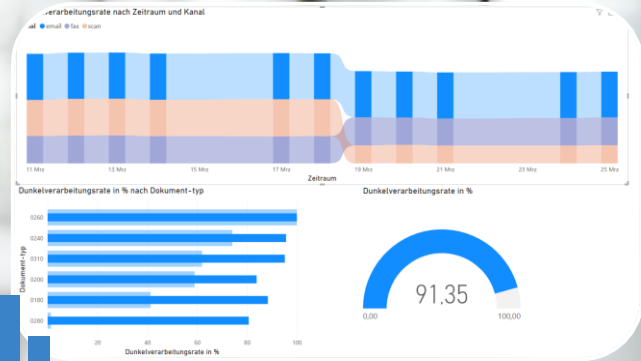 verarbeitungsrate nach Zeitraum und Kanal
email fax scan
11 Mrz 13 Mrz 15 Mrz 17 Mrz 19 Mrz 21 Mrz 23 Mrz 25 Mrz
Zeitraum
Dunkelverarbeitungsrate in % nach Dokument-typ
Dokument-typ
0260
0240
0310
0200
0180
0280
20 40 60 80 100
Dunkelverarbeitungsrate in %
Dunkelverarbeitungsrate in %
91,35
0,00 100,00